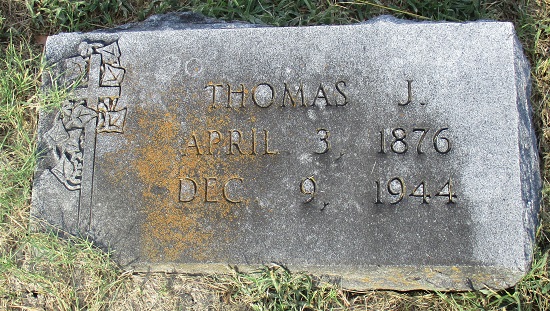 THOMAS J.
APRIL 3, 1876
DEC 9, 1944